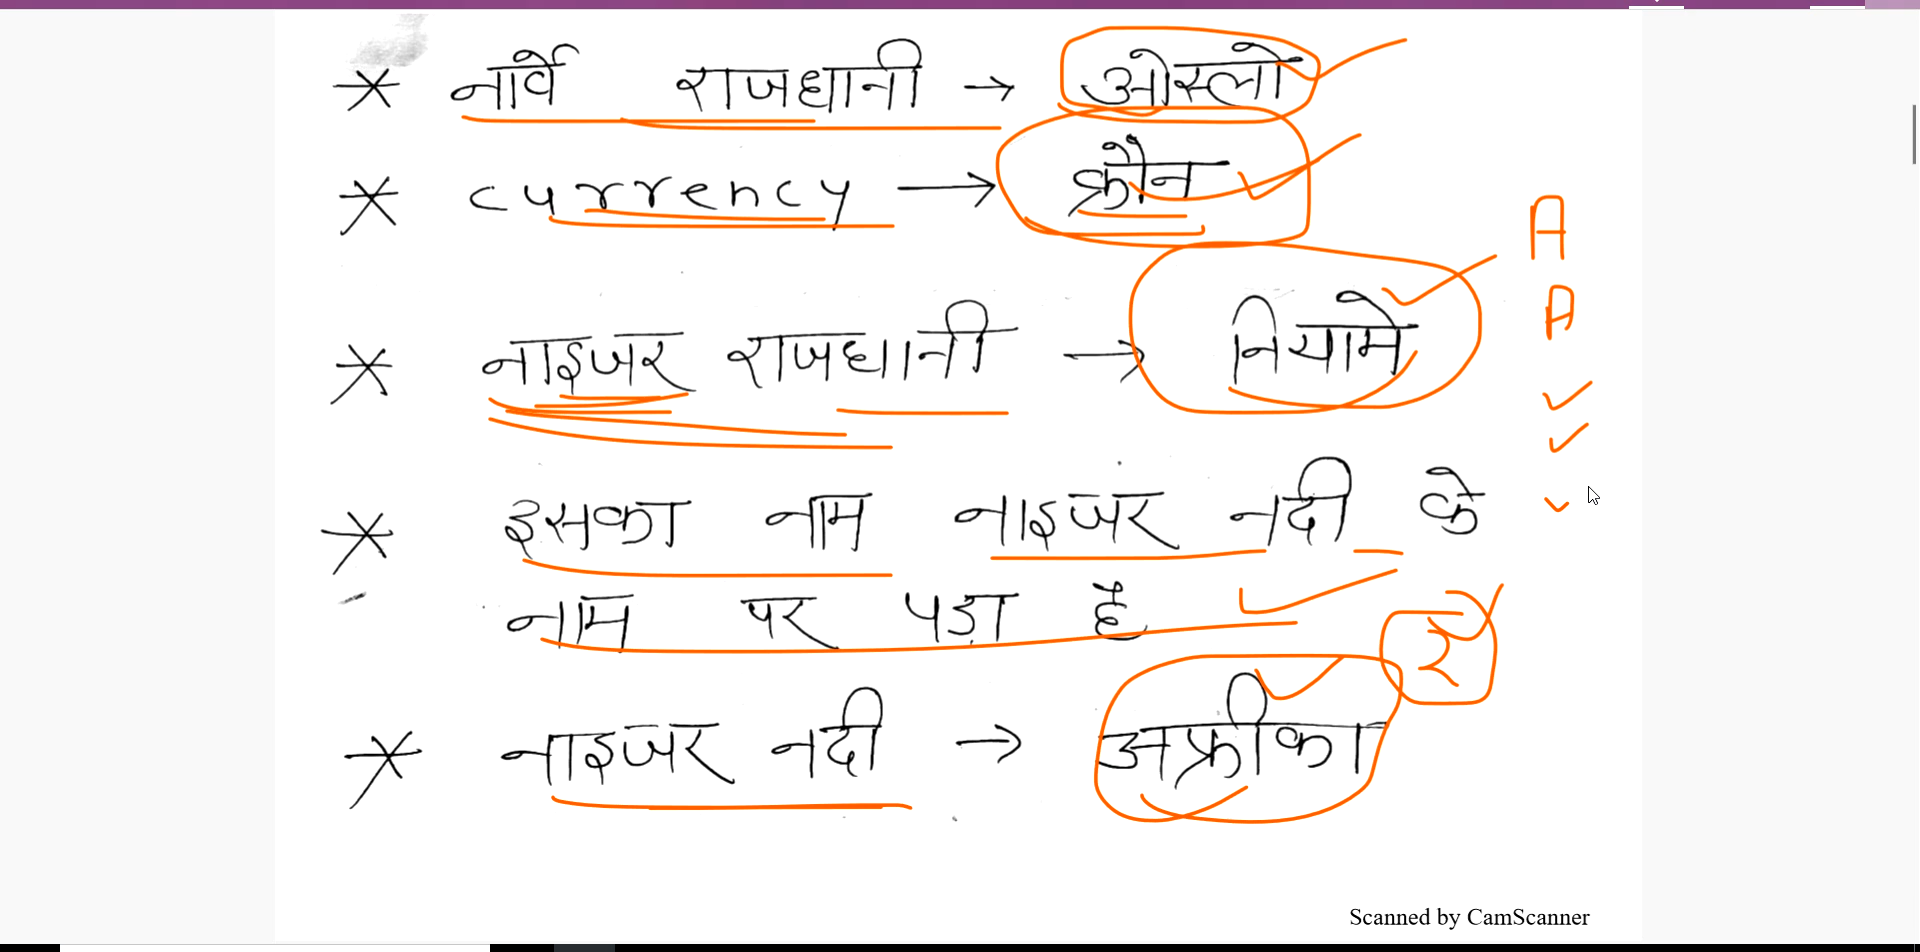 * नार्वे राजधानी → ओस्लो
* currency → क्रौन
A
A
* नाइजर राजधानी → नियामे
* इसका नाम नाइजर नदी के
नाम पर पड़ा है
* नाइजर नदी → अफ्रीका
Scanned by CamScanner